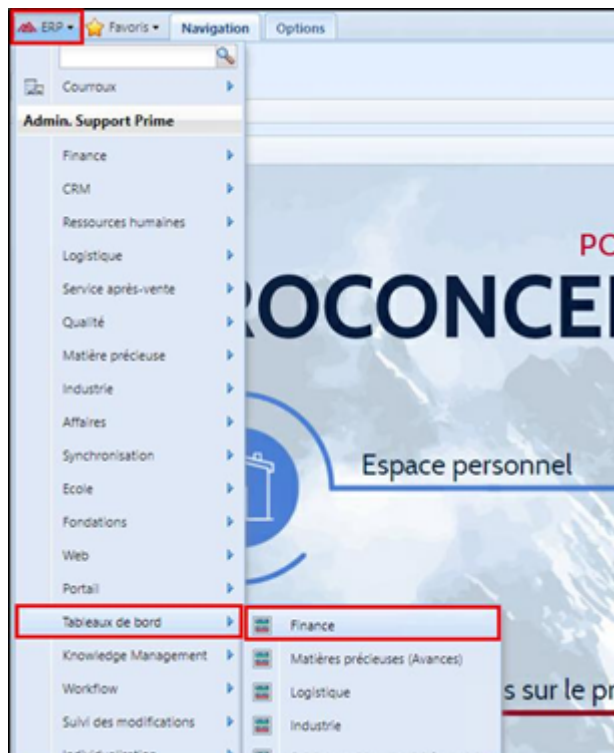 ERP Favoris Navigation Options
Courroux
Admin. Support Prime
Finance
CRM
Ressources humaines
Logistique
Service après-vente
Qualité
Matière précieuse
Industrie
Affaires
Synchronisation
Ecole
Fondations
Web
Portail
Tableaux de bord
Knowledge Management
Workflow
Suivi des modifications
Finance
Matières précieuses (Avances)
Logistique
Industrie
PO
OCONCE
Espace personnel
s sur le pr